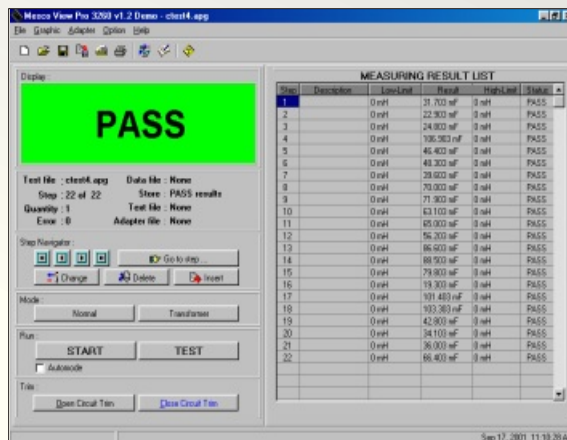 Mesco View Pro 3260 v1.2 Demo - ctest4.apg
File Graphic Adapter Option Help
Display :
PASS
Test file : ctest4.apg Data file : None
Step : 22 of 22 Store : PASS results
Quantity : 1 Text file : None
Error : 0 Adapter file : None
Step Navigator :
Go to step ...
Change Delete Insert
Mode :
Normal Transformer
Run :
START TEST
Automode
Trim :
Open Circuit Trim Close Circuit Trim
MEASURING RESULT LIST
Step Description Low-Limit Result High-Limit Status
1 0 mH 31.703 mF 0 mH PASS
2 0 mH 22.903 mF 0 mH PASS
3 0 mH 24.803 mF 0 mH PASS
4 0 mH 106.903 mF 0 mH PASS
5 0 mH 46.403 mF 0 mH PASS
6 0 mH 48.303 mF 0 mH PASS
7 0 mH 39.603 mF 0 mH PASS
8 0 mH 70.003 mF 0 mH PASS
9 0 mH 71.903 mF 0 mH PASS
10 0 mH 63.103 mF 0 mH PASS
11 0 mH 65.003 mF 0 mH PASS
12 0 mH 56.203 mF 0 mH PASS
13 0 mH 86.603 mF 0 mH PASS
14 0 mH 88.503 mF 0 mH PASS
15 0 mH 79.803 mF 0 mH PASS
16 0 mH 19.303 mF 0 mH PASS
17 0 mH 101.403 mF 0 mH PASS
18 0 mH 103.303 mF 0 mH PASS
19 0 mH 42.803 mF 0 mH PASS
20 0 mH 34.103 mF 0 mH PASS
21 0 mH 36.003 mF 0 mH PASS
22 0 mH 66.403 mF 0 mH PASS
Sep 17, 2001 11:10:28